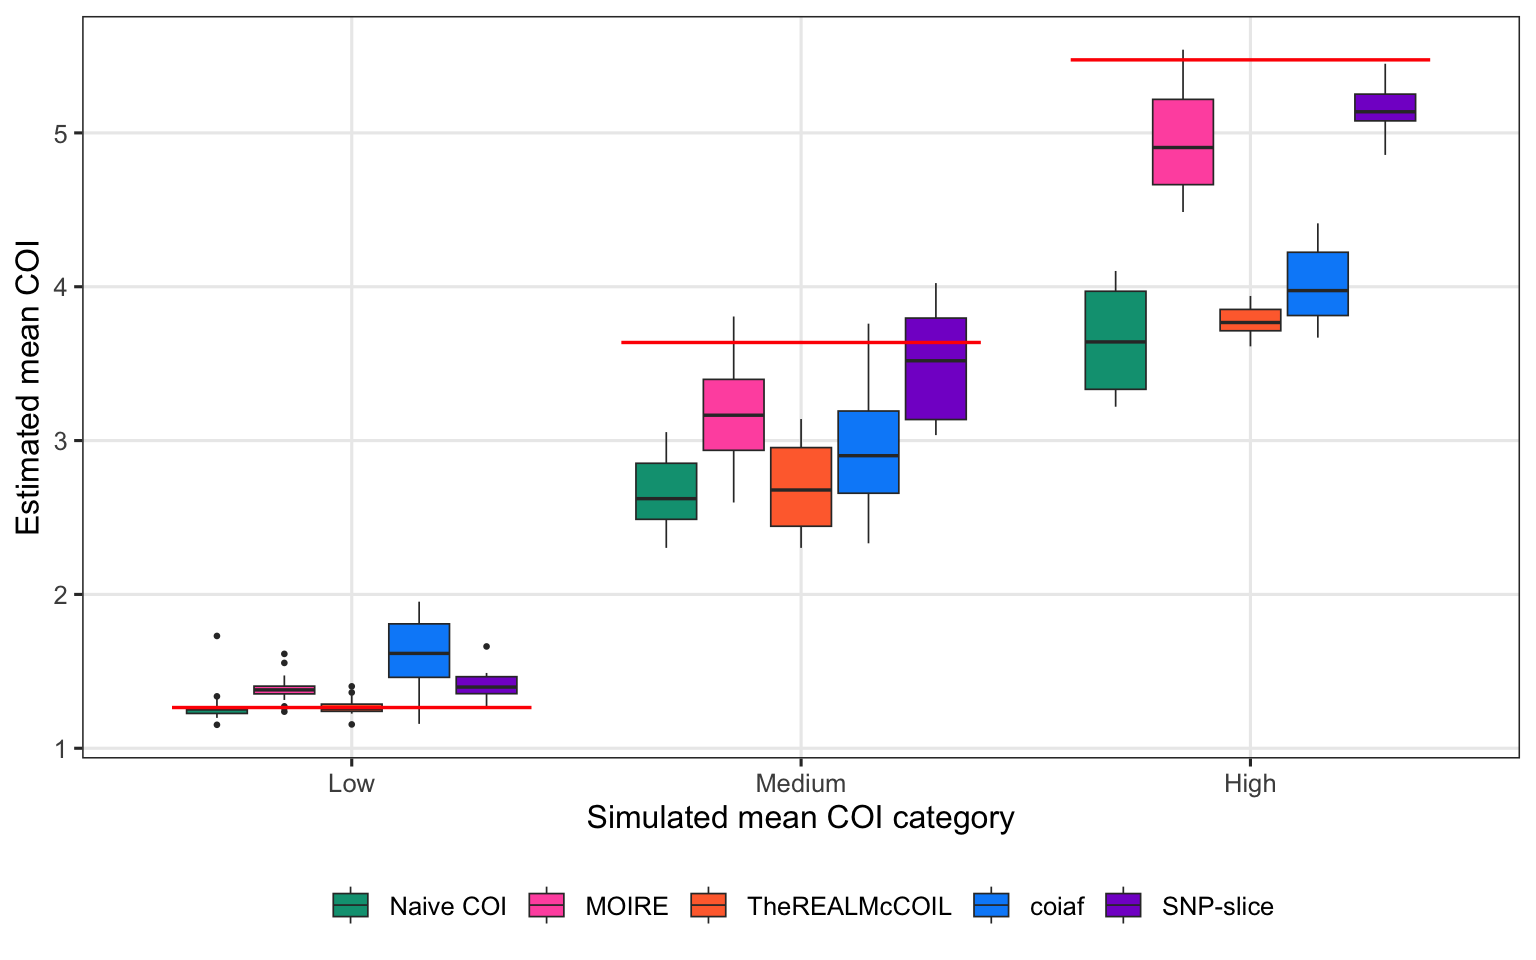 Estimated mean COI
5
4
3
2
1
Low Medium High
Simulated mean COI category
Naive COI MOIRE TheREALMcCOIL coiaf SNP-slice